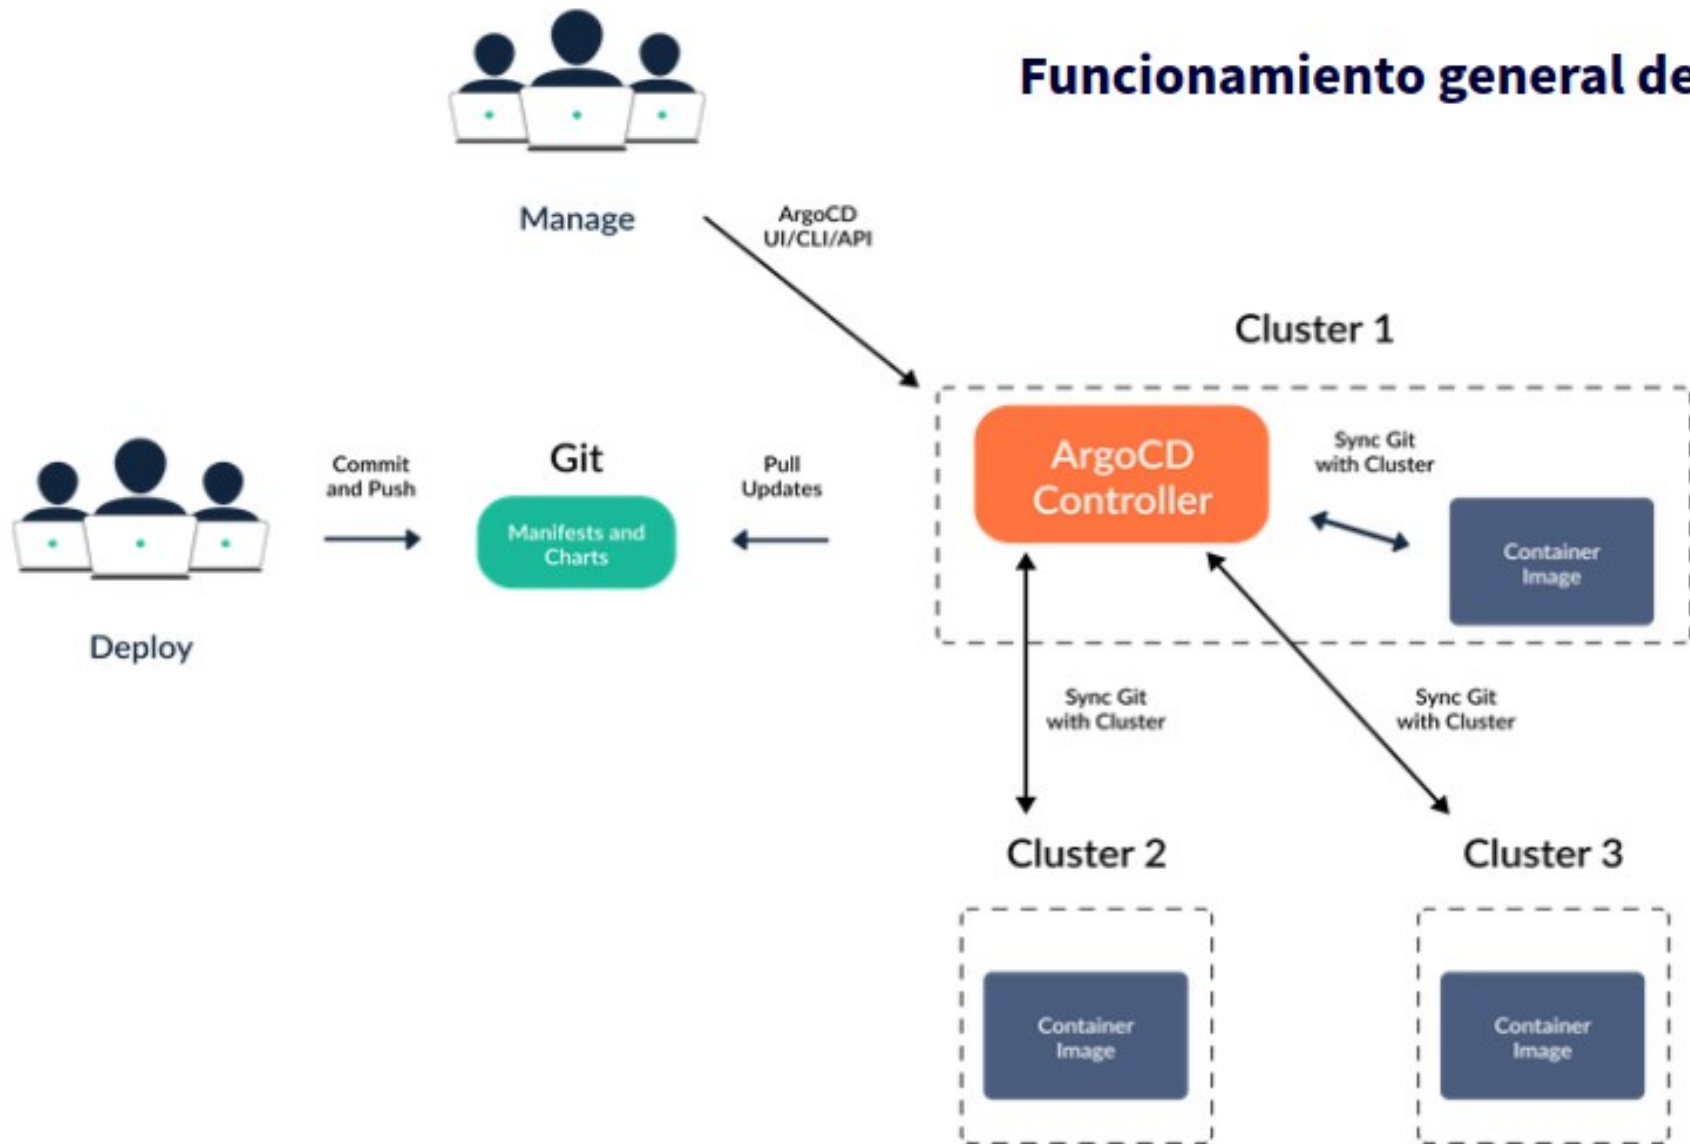 Funcionamiento general de
Manage
ArgoCD
UI/CLI/API
Cluster 1
Commit
and Push
Git
Manifests and
Charts
Pull
Updates
ArgoCD
Controller
Sync Git
with Cluster
Container
Image
Deploy
Sync Git
with Cluster
Sync Git
with Cluster
Cluster 2
Cluster 3
Container
Image
Container
Image